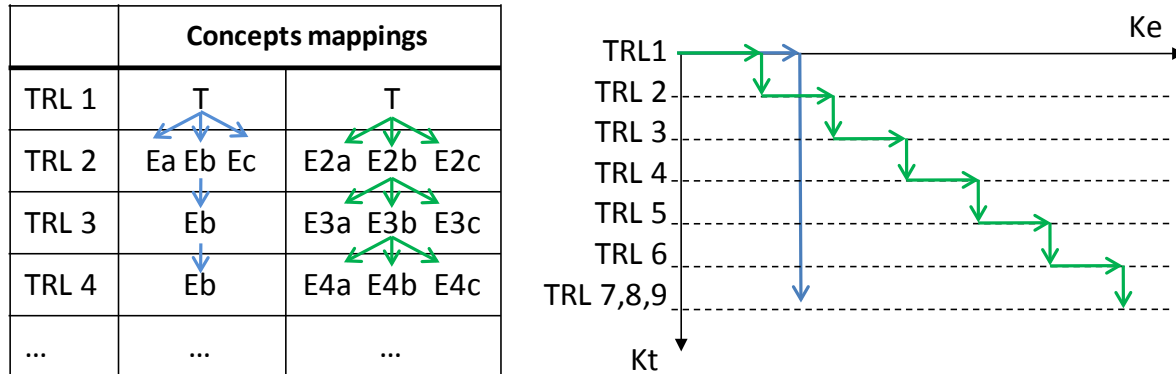 Concepts mappings
TRL 1 T T
TRL 2 Ea Eb Ec E2a E2b E2c
TRL 3 Eb E3a E3b E3c
TRL 4 Eb E4a E4b E4c
... ... ...
Ke
TRL1
TRL 2
TRL 3
TRL 4
TRL 5
TRL 6
TRL 7,8,9
Kt